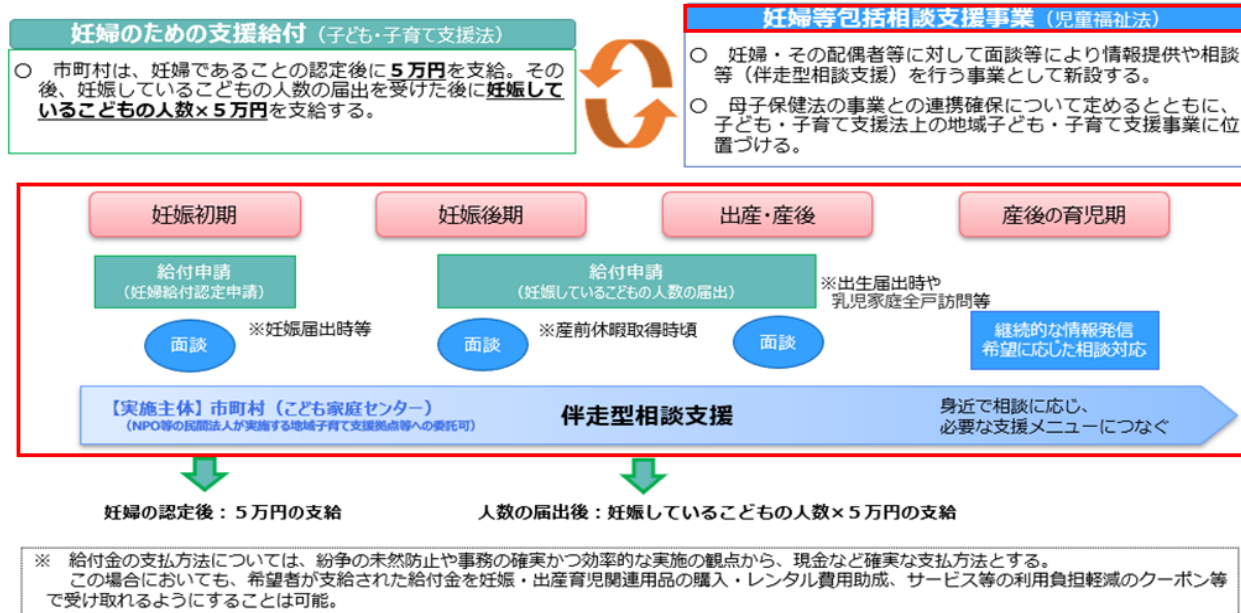 妊婦のための支援給付（子ども・子育て支援法）
○　市町村は、妊婦であることの認定後に５万円を支給。その
後、妊娠しているこどもの人数の届出を受けた後に妊娠して
いるこどもの人数×５万円を支給する。
妊婦等包括相談支援事業（児童福祉法）
○　妊婦・その配偶者等に対して面談等により情報提供や相談
等（伴走型相談支援）を行う事業として新設する。
○　母子保健法の事業との連携確保について定めるとともに、
子ども・子育て支援法上の地域子ども・子育て支援事業に位
置づける。
妊娠初期
妊娠後期
出産・産後
産後の育児期
給付申請
（妊婦給付認定申請）
給付申請
（妊娠しているこどもの人数の届出）
※出生届出時や
乳児家庭全戸訪問等
面談
※妊娠届出時等
面談
※産前休暇取得時頃
面談
継続的な情報発信
希望に応じた相談対応
【実施主体】市町村（こども家庭センター）
（NPO等の民間法人が実施する地域子育て支援拠点等への委託可）
伴走型相談支援
身近で相談に応じ、
必要な支援メニューにつなぐ
妊婦の認定後：５万円の支給
人数の届出後：妊娠しているこどもの人数×５万円の支給
※　給付金の支払方法については、紛争の未然防止や事務の確実かつ効率的な実施の観点から、現金など確実な支払方法とする。
この場合においても、希望者が支給された給付金を妊娠・出産育児関連用品の購入・レンタル費用助成、サービス等の利用負担軽減のクーポン等
で受け取れるようにすることは可能。